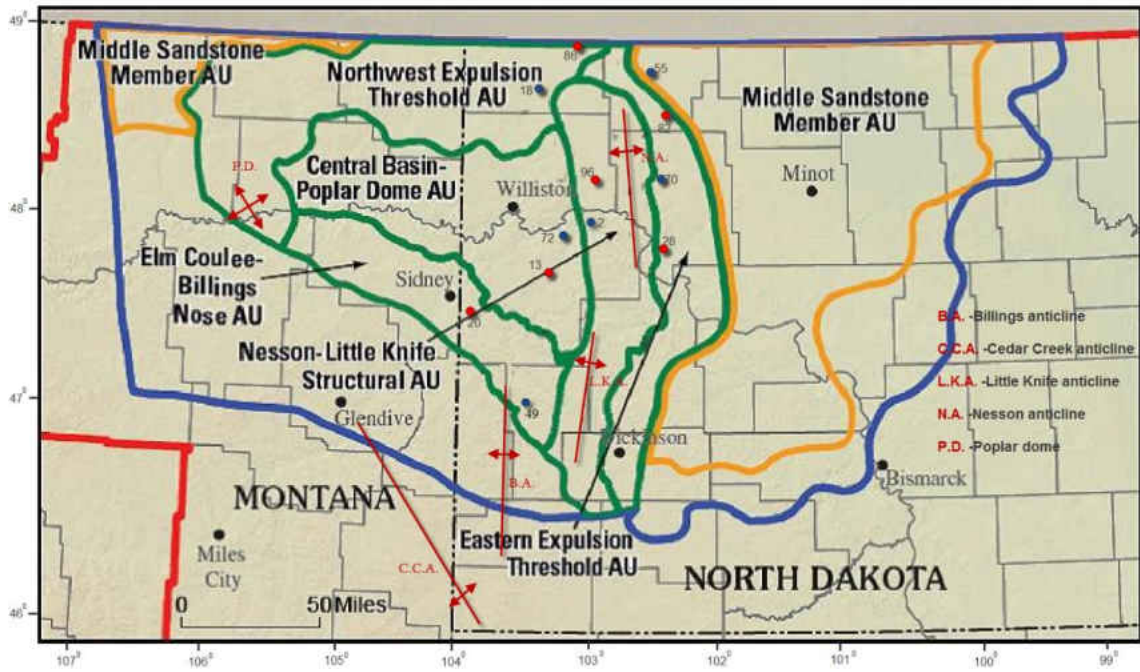 49°
48°
47°
46°
107°
106°
105°
104°
103°
102°
101°
100°
99°
Middle Sandstone
Member AU
Northwest Expulsion
Threshold AU
Middle Sandstone
Member AU
Central Basin-
Poplar Dome AU
Elm Coulee-
Billings
Nose AU
Nesson-Little Knife
Structural AU
Eastern Expulsion
Threshold AU
Williston
Minot
Sidney
Glendive
Dickinson
Bismarck
Miles
City
MONTANA
NORTH DAKOTA
0
50 Miles
P.D.
N.A.
L.K.A.
B.A.
C.C.A.
86
55
18
96
70
2
72
28
13
20
49
B.A. -Billings anticline
C.C.A. -Cedar Creek anticline
L.K.A. -Little Knife anticline
N.A. -Nesson anticline
P.D. -Poplar dome